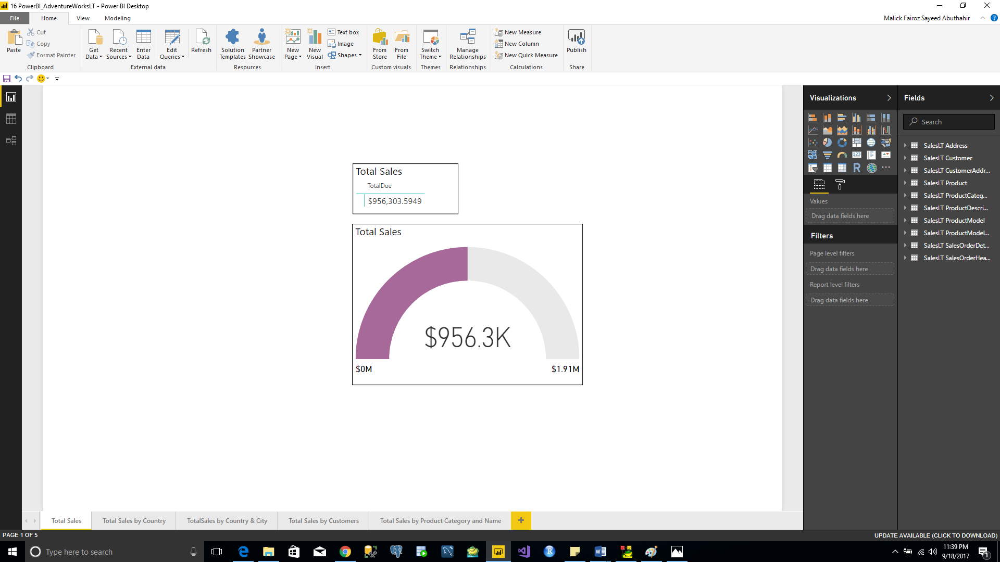 16 PowerBI_AdventureWorksLT - Power BI Desktop
File Home View Modeling Malick Fairoz Sayeed Abuthahir ?
Paste
Cut
Copy
Format Painter
Clipboard
Get Data
Recent Sources
Enter Data
Edit Queries
Refresh
External data
Solution Templates
Partner Showcase
Resources
New Page
New Visual
Text box
Image
Shapes
Insert
From Store
From File
Custom visuals
Switch Theme
Themes
Manage Relationships
Relationships
New Measure
New Column
New Quick Measure
Calculations
Publish
Share
Total Sales
TotalDue
$956,303.5949
Total Sales
$956.3K
$0M $1.91M
Visualizations
123
R
Values
Drag data fields here
Filters
Page level filters
Drag data fields here
Report level filters
Drag data fields here
Fields
Search
SalesLT Address
SalesLT Customer
SalesLT CustomerAddr...
SalesLT Product
SalesLT ProductCateg...
SalesLT ProductDescri...
SalesLT ProductModel
SalesLT ProductModel...
SalesLT SalesOrderDet...
SalesLT SalesOrderHea...
Total Sales Total Sales by Country TotalSales by Country & City Total Sales by Customers Total Sales by Product Category and Name +
PAGE 1 OF 5 UPDATE AVAILABLE (CLICK TO DOWNLOAD)
Type here to search
R
11:39 PM
9/18/2017
1